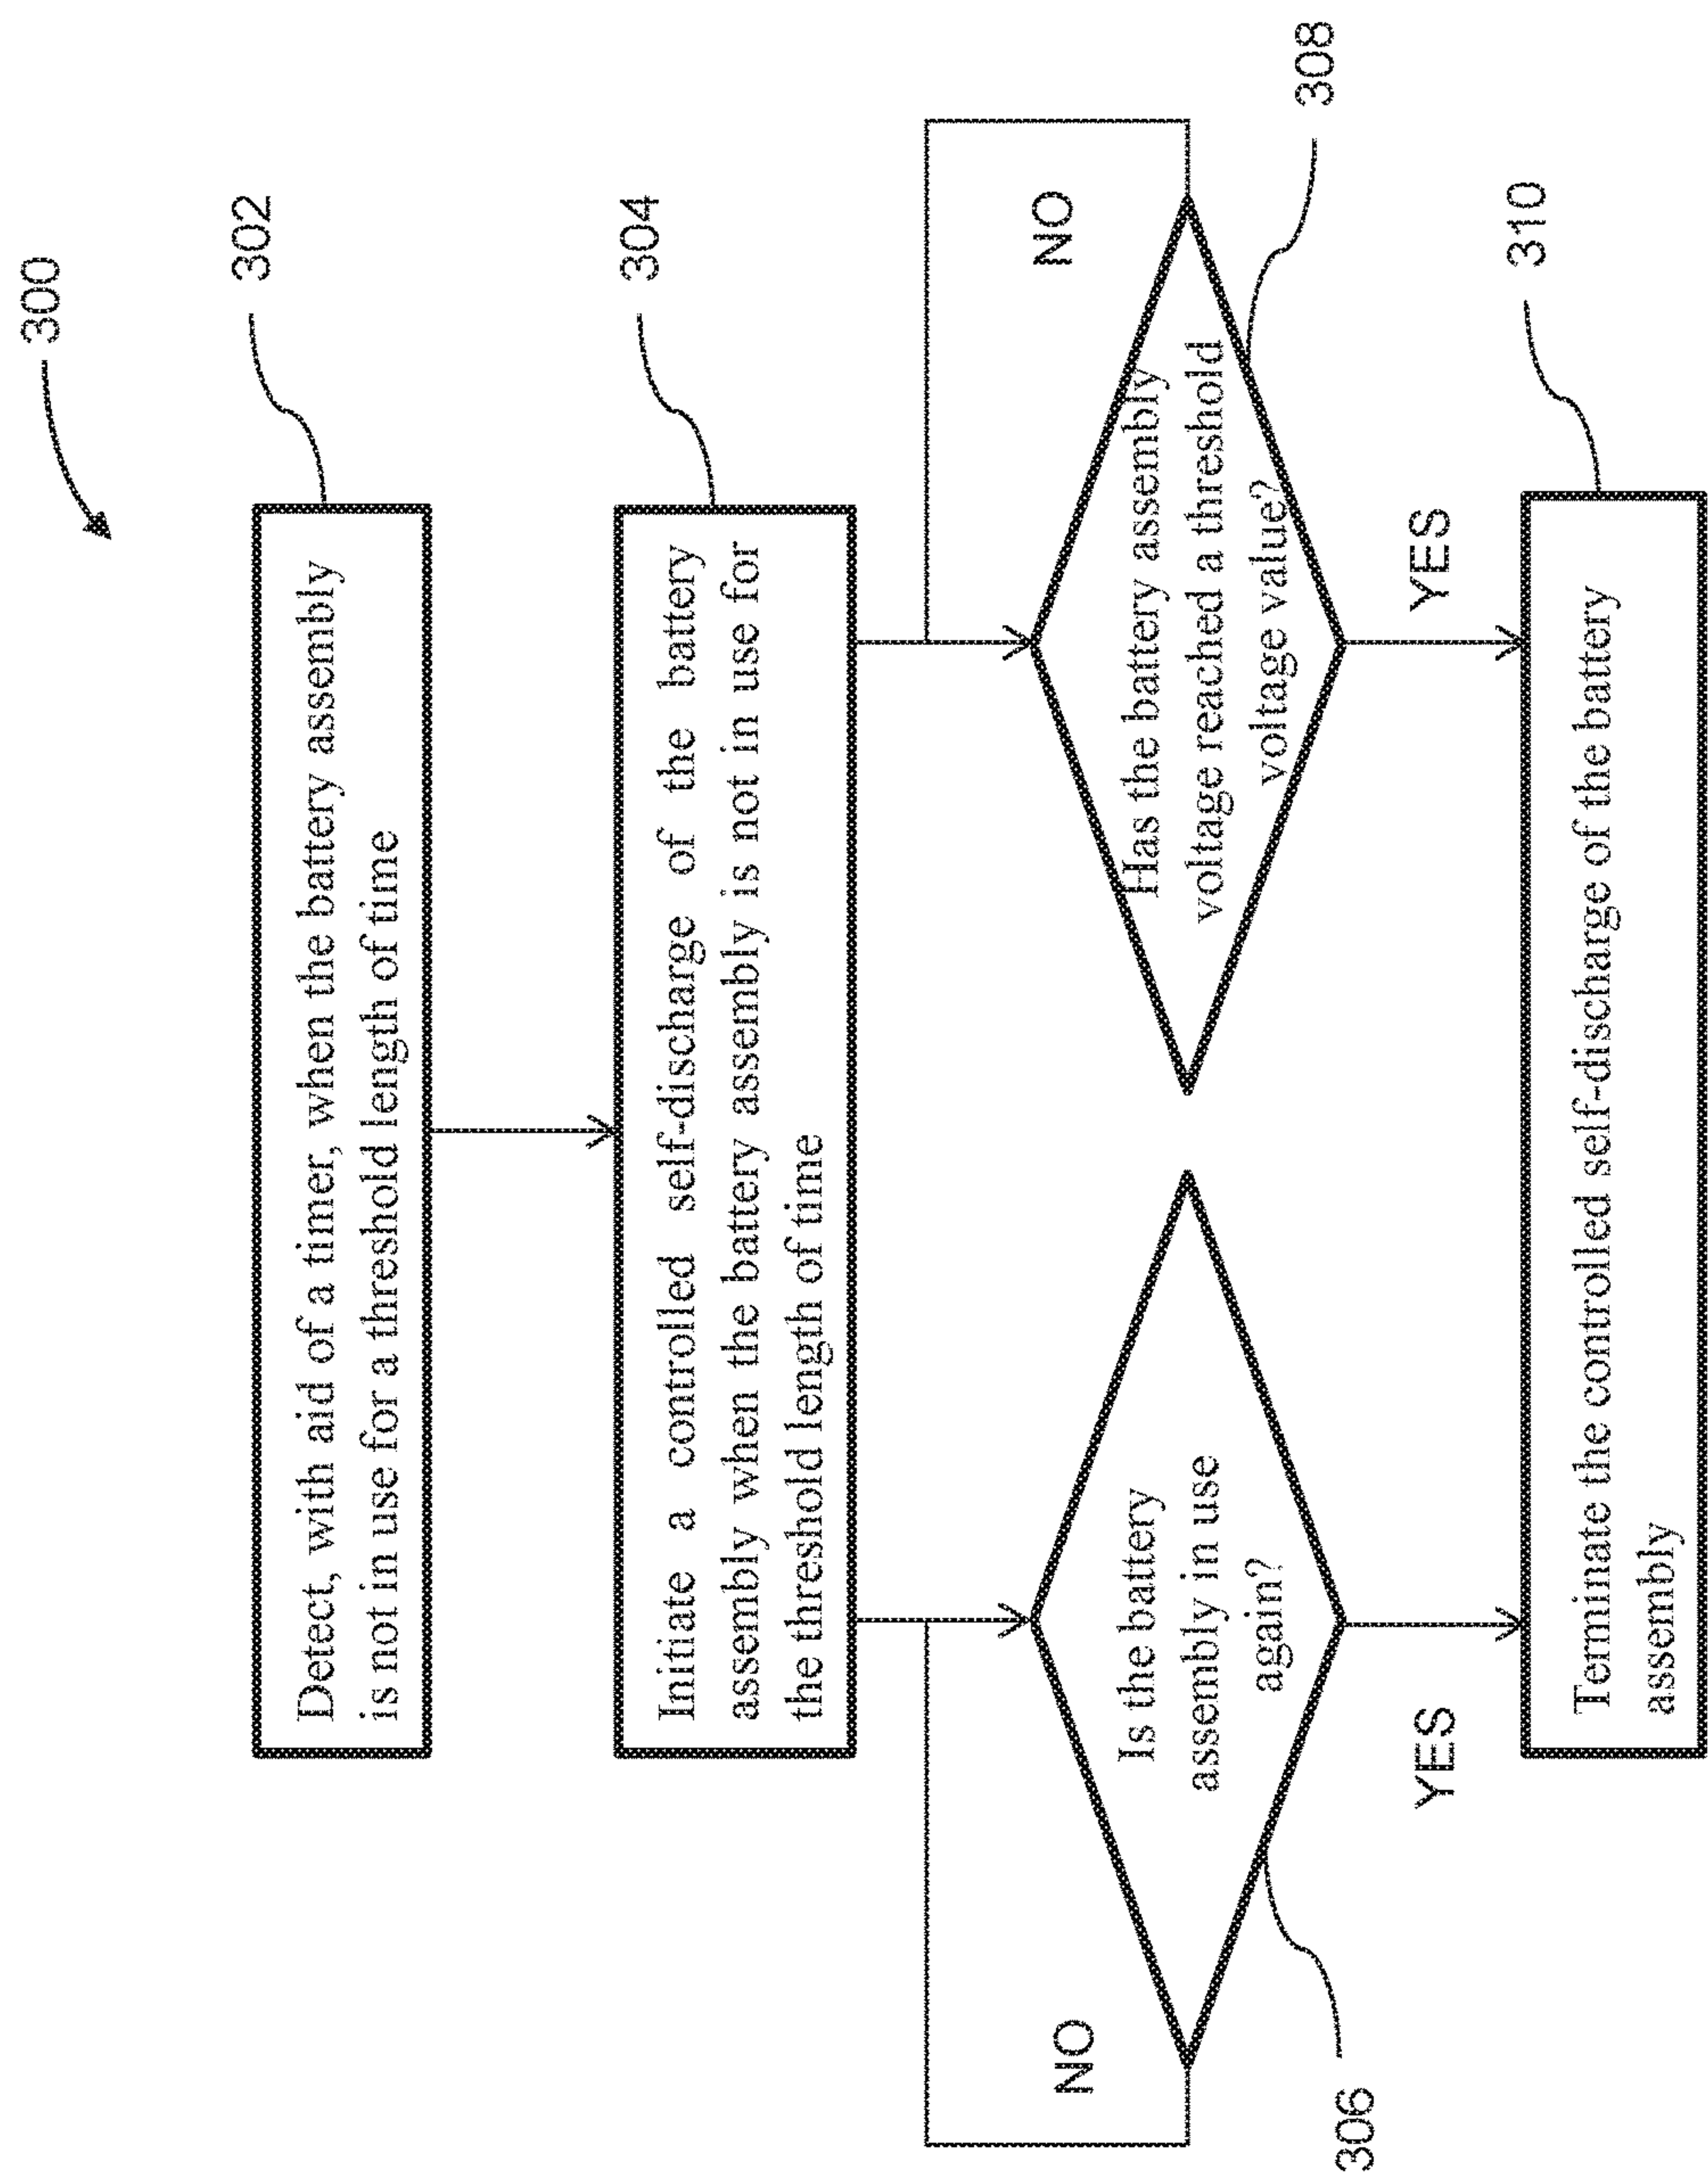 300
302
Detect, with aid of a timer, when the battery assembly
is not in use for a threshold length of time
304
Initiate a controlled self-discharge of the battery
assembly when the battery assembly is not in use for
the threshold length of time
NO
NO
Is the battery
assembly in use
again?
306
Has the battery assembly
voltage reached a threshold
voltage value?
308
YES
YES
310
Terminate the controlled self-discharge of the battery
assembly